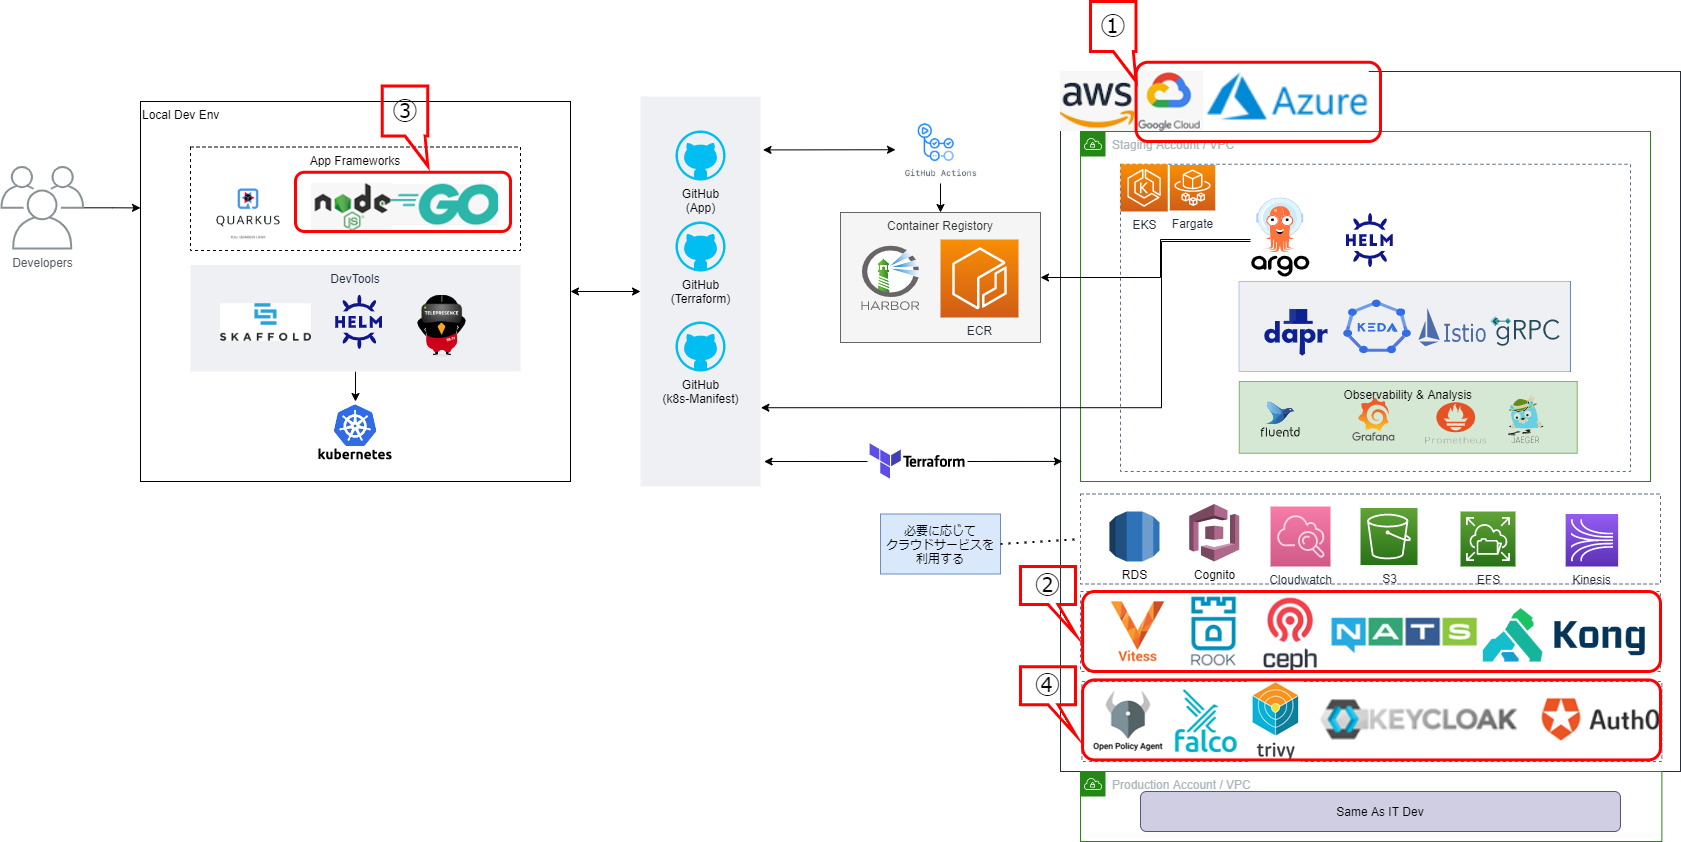 ①
aws
Google Cloud
Azure
Staging Account / VPC
Local Dev Env
③
App Frameworks
QUARKUS
node
JS
GO
Developers
DevTools
SKAFFOLD
HELM
TELEPRESENCE
kubernetes
GitHub
(App)
GitHub
(Terraform)
GitHub
(k8s-Manifest)
GitHub Actions
Container Registory
HARBOR
ECR
Terraform
EKS
Fargate
argo
HELM
dapr
KEDA
Istio
gRPC
Observability & Analysis
fluentd
Grafana
Prometheus
JAEGER
必要に応じて
クラウドサービスを
利用する
RDS
Cognito
Cloudwatch
S3
EFS
Kinesis
②
Vitess
ROOK
ceph
NATS
Kong
④
Open Policy Agent
falco
trivy
KEYCLOAK
Auth0
Production Account / VPC
Same As IT Dev